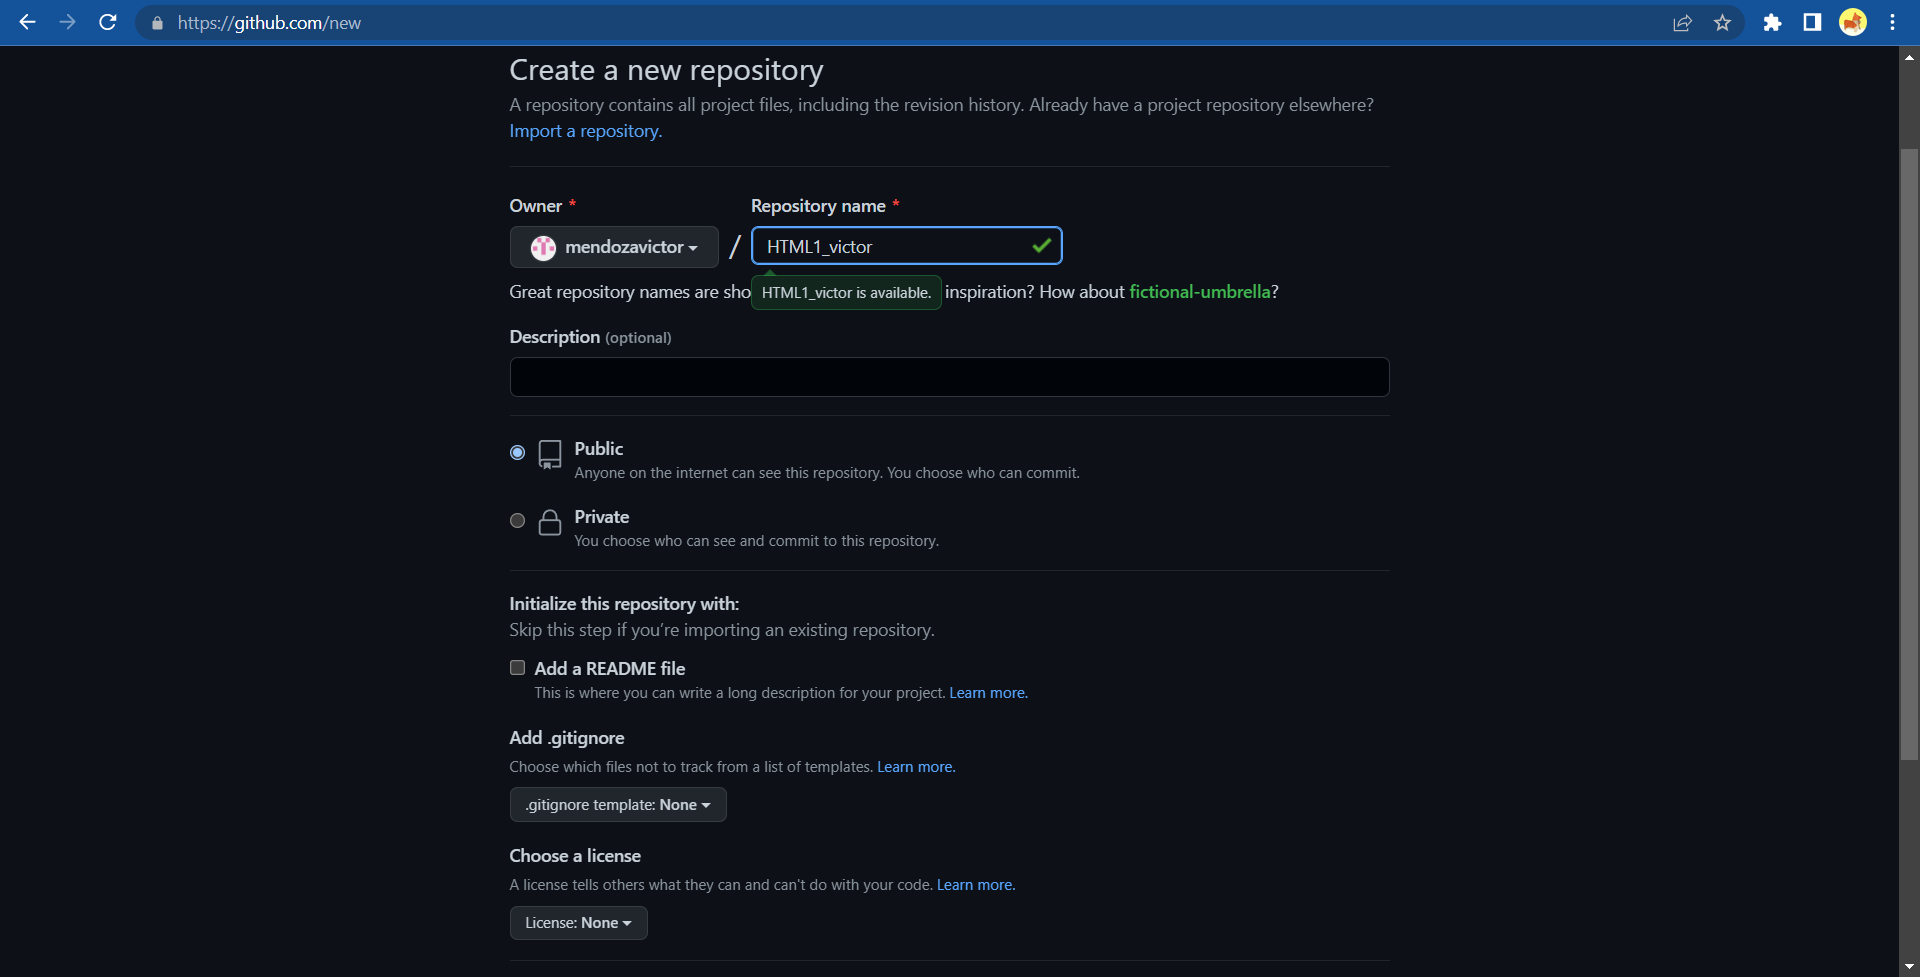 https://github.com/new
Create a new repository
A repository contains all project files, including the revision history. Already have a project repository elsewhere?
Import a repository.
Owner *
Repository name *
mendozavictor
/
HTML1_victor
Great repository names are sho
HTML1_victor is available.
inspiration? How about fictional-umbrella?
Description (optional)
Public
Anyone on the internet can see this repository. You choose who can commit.
Private
You choose who can see and commit to this repository.
Initialize this repository with:
Skip this step if you’re importing an existing repository.
Add a README file
This is where you can write a long description for your project. Learn more.
Add .gitignore
Choose which files not to track from a list of templates. Learn more.
.gitignore template: None
Choose a license
A license tells others what they can and can't do with your code. Learn more.
License: None